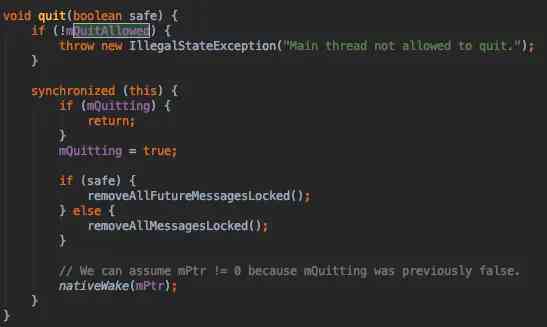 void quit(boolean safe) {
    if (!mQuitAllowed) {
        throw new IllegalStateException("Main thread not allowed to quit.");
    }

    synchronized (this) {
        if (mQuitting) {
            return;
        }
        mQuitting = true;

        if (safe) {
            removeAllFutureMessagesLocked();
        } else {
            removeAllMessagesLocked();
        }

        // We can assume mPtr != 0 because mQuitting was previously false.
        nativeWake(mPtr);
    }
}